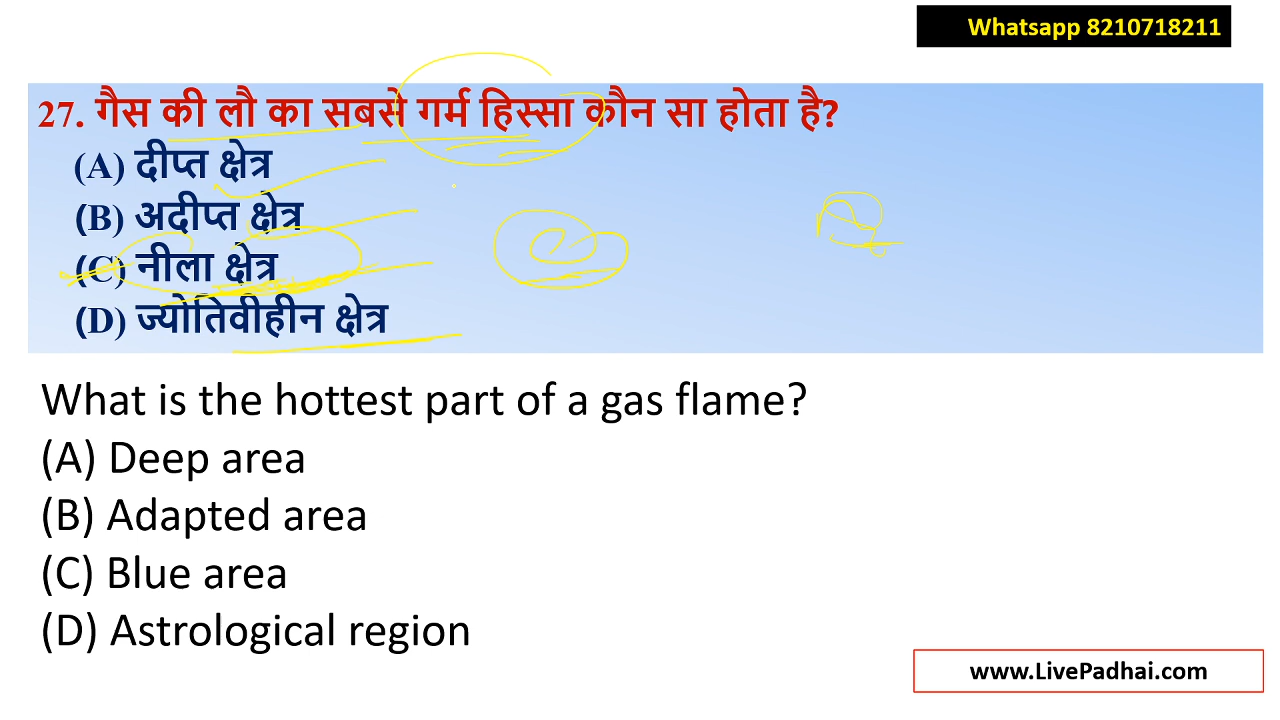 Whatsapp 8210718211
27. गैस की लौ का सबसे गर्म हिस्सा कौन सा होता है?
(A) दीप्त क्षेत्र
(B) अदीप्त क्षेत्र
(C) नीला क्षेत्र
(D) ज्योतिवीहीन क्षेत्र
What is the hottest part of a gas flame?
(A) Deep area
(B) Adapted area
(C) Blue area
(D) Astrological region
www.LivePadhai.com